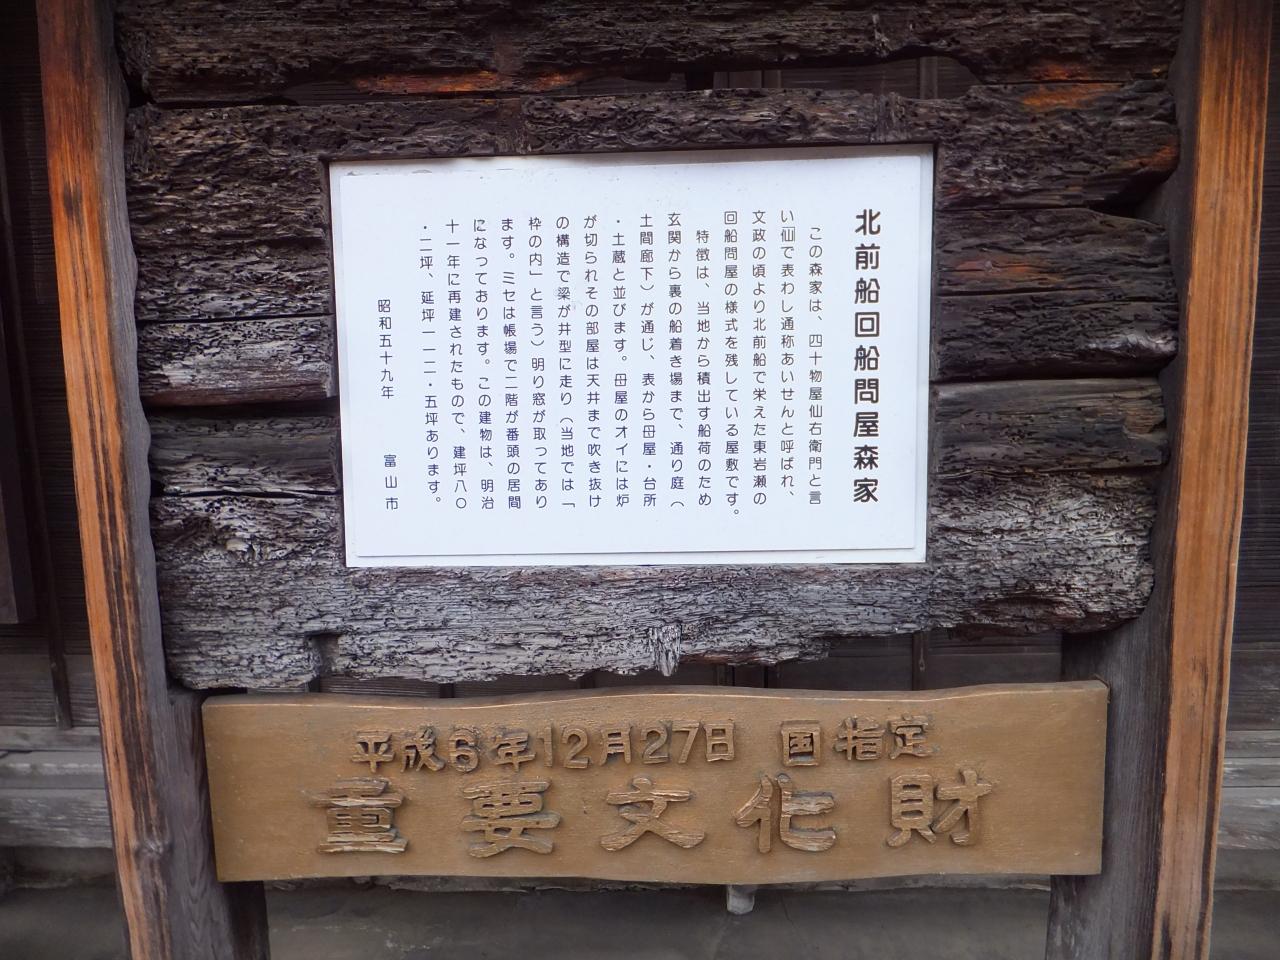 北前船回船問屋森家
この森家は、四十物屋仙右衛門と言
い仙で表わし通称あいせんと呼ばれ、
文政の頃より北前船で栄えた東岩瀬の
回船問屋の様式を残している屋敷です。
特徴は、当地から積出す船荷のため
玄関から裏の船着き場まで、通り庭（
土間廊下）が通じ、表から母屋・台所
・土蔵と並びます。母屋のオイには炉
が切られその部屋は天井まで吹き抜け
の構造で梁が井型に走り（当地では「
枠の内」と言う）明り窓が取ってあり
ます。ミセは帳場で二階が番頭の居間
になっております。この建物は、明治
十一年に再建されたもので、建坪八〇
・二坪、延坪一一二・五坪あります。
昭和五十九年 富山市
平成6年12月27日 国指定
重要文化財